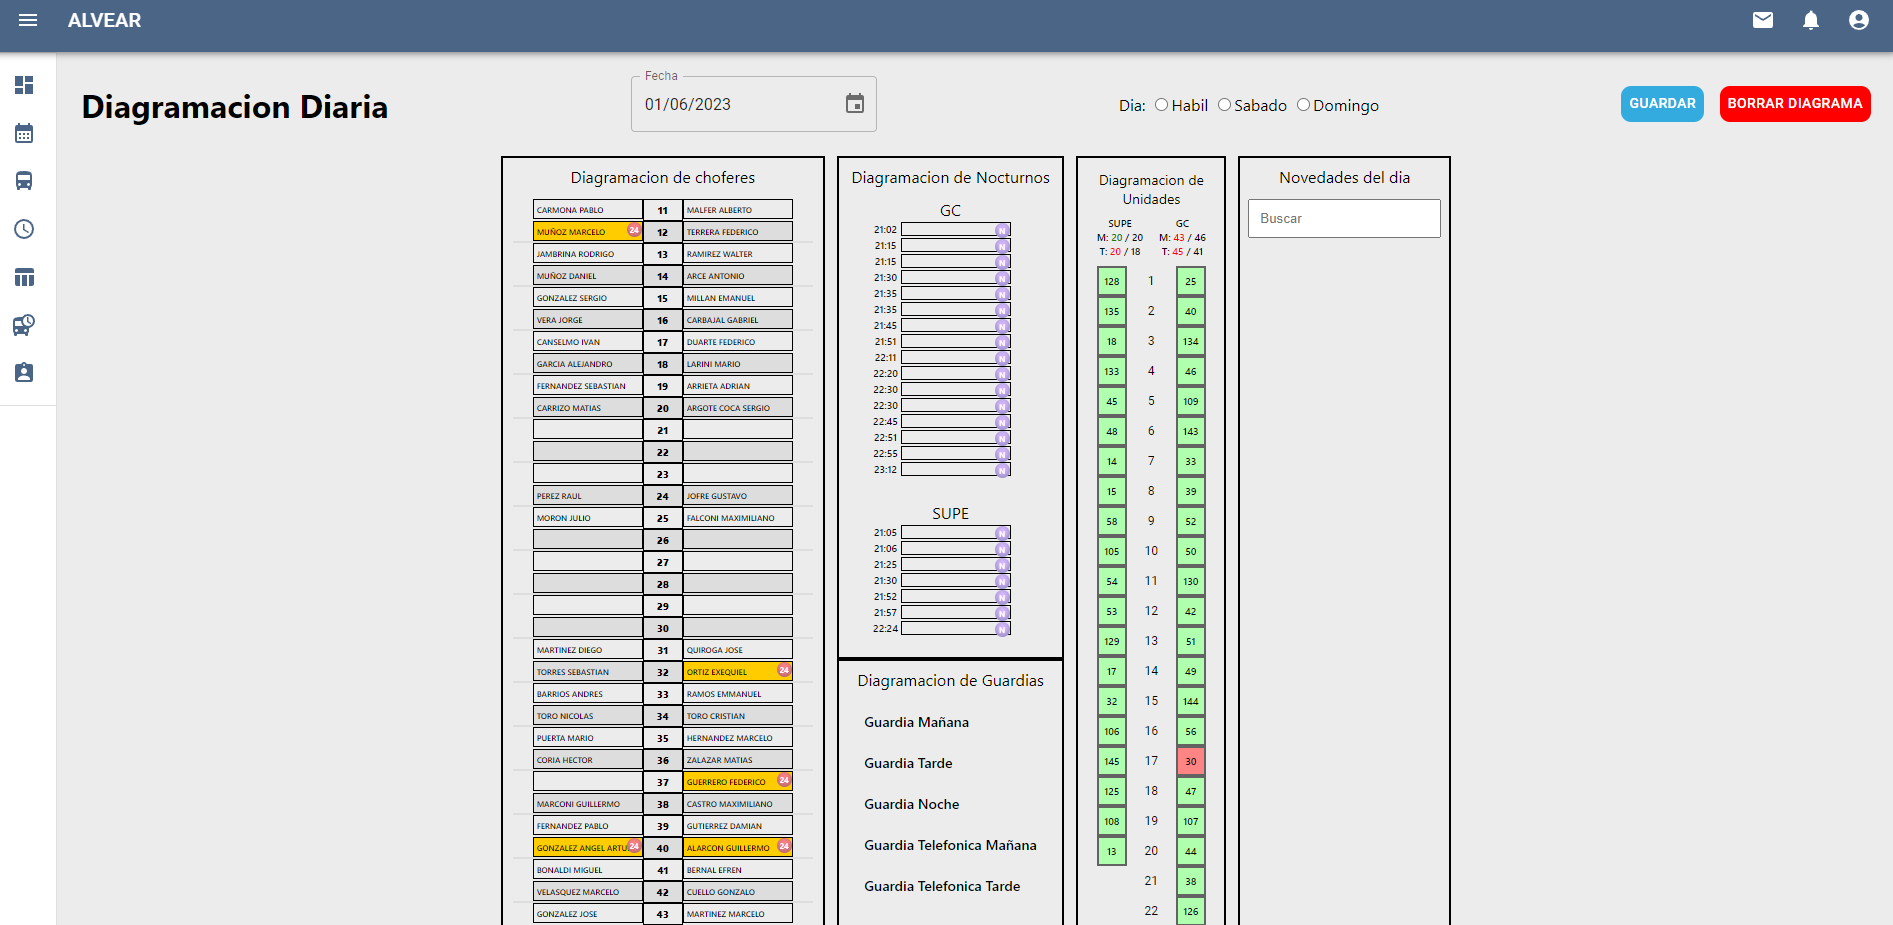 ALVEAR
Diagramacion Diaria
Fecha
01/06/2023
Dia: Habil Sabado Domingo
GUARDAR
BORRAR DIAGRAMA
Diagramacion de choferes
CARMONA PABLO 11 MALFER ALBERTO
MUÑOZ MARCELO 24 12 TERRERA FEDERICO
JAMBRINA RODRIGO 13 RAMIREZ WALTER
MUÑOZ DANIEL 14 ARCE ANTONIO
GONZALEZ SERGIO 15 MILLAN EMANUEL
VERA JORGE 16 CARBAJAL GABRIEL
CANSELMO IVAN 17 DUARTE FEDERICO
GARCIA ALEJANDRO 18 LARINI MARIO
FERNANDEZ SEBASTIAN 19 ARRIETA ADRIAN
CARRIZO MATIAS 20 ARGOTE COCA SERGIO
21
22
23
PEREZ RAUL 24 JOFRE GUSTAVO
MORON JULIO 25 FALCONI MAXIMILIANO
26
27
28
29
30
MARTINEZ DIEGO 31 QUIROGA JOSE
TORRES SEBASTIAN 32 ORTIZ EXEQUIEL 24
BARRIOS ANDRES 33 RAMOS EMMANUEL
TORO NICOLAS 34 TORO CRISTIAN
PUERTA MARIO 35 HERNANDEZ MARCELO
CORIA HECTOR 36 ZALAZAR MATIAS
37 GUERRERO FEDERICO 24
MARCONI GUILLERMO 38 CASTRO MAXIMILIANO
FERNANDEZ PABLO 39 GUTIERREZ DAMIAN
GONZALEZ ANGEL ARTU 24 40 ALARCON GUILLERMO 24
BONALDI MIGUEL 41 BERNAL EFREN
VELASQUEZ MARCELO 42 CUELLO GONZALO
GONZALEZ JOSE 43 MARTINEZ MARCELO
Diagramacion de Nocturnos
GC
21:02 N
21:15 N
21:15 N
21:30 N
21:35 N
21:35 N
21:45 N
21:51 N
22:11 N
22:20 N
22:30 N
22:30 N
22:45 N
22:51 N
22:55 N
23:12 N
SUPE
21:05 N
21:06 N
21:25 N
21:30 N
21:52 N
21:57 N
22:24 N
Diagramacion de Guardias
Guardia Mañana
Guardia Tarde
Guardia Noche
Guardia Telefonica Mañana
Guardia Telefonica Tarde
Diagramacion de
Unidades
SUPE GC
M: 20 / 20 M: 43 / 46
T: 20 / 18 T: 45 / 41
128 1 25
135 2 40
18 3 134
133 4 46
45 5 109
48 6 143
14 7 33
15 8 39
58 9 52
105 10 50
54 11 130
53 12 42
129 13 51
17 14 49
32 15 144
106 16 56
145 17 30
125 18 47
108 19 107
13 20 44
21 38
22 126
Novedades del dia
Buscar